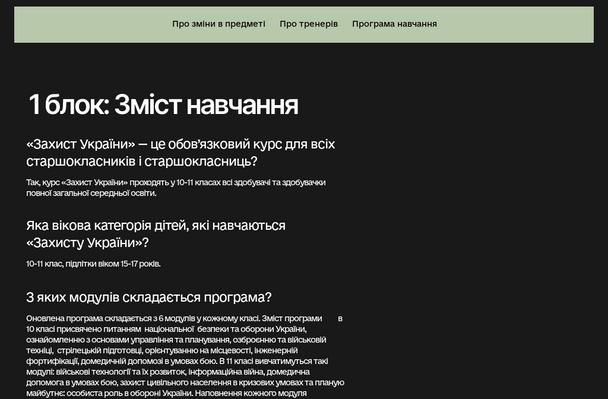 Про зміни в предметі Про тренерів Програма навчання
1 блок: Зміст навчання
«Захист України» — це обов'язковий курс для всіх
старшокласників і старшокласниць?
Так, курс «Захист України» проходять у 10-11 класах всі здобувачі та здобувачки
повної загальної середньої освіти.
Яка вікова категорія дітей, які навчаються
«Захисту України»?
10-11 клас, підлітки віком 15-17 років.
З яких модулів складається програма?
Оновлена програма складається з 6 модулів у кожному класі. Зміст програми в
10 класі присвячено питанням національної безпеки та оборони України,
ознайомленню з основами управління та планування, озброєнню та військовій
техніці, стрілецькій підготовці, орієнтуванню на місцевості, інженерній
фортифікації, домедичній допомозі в умовах бою. В 11 класі вивчатимуться такі
модулі: військові технології та їх розвиток, інформаційна війна, домедична
допомога в умовах бою, захист цивільного населення в кризових умовах та планую
майбутнє: особиста роль в обороні України. Наповнення кожного модуля